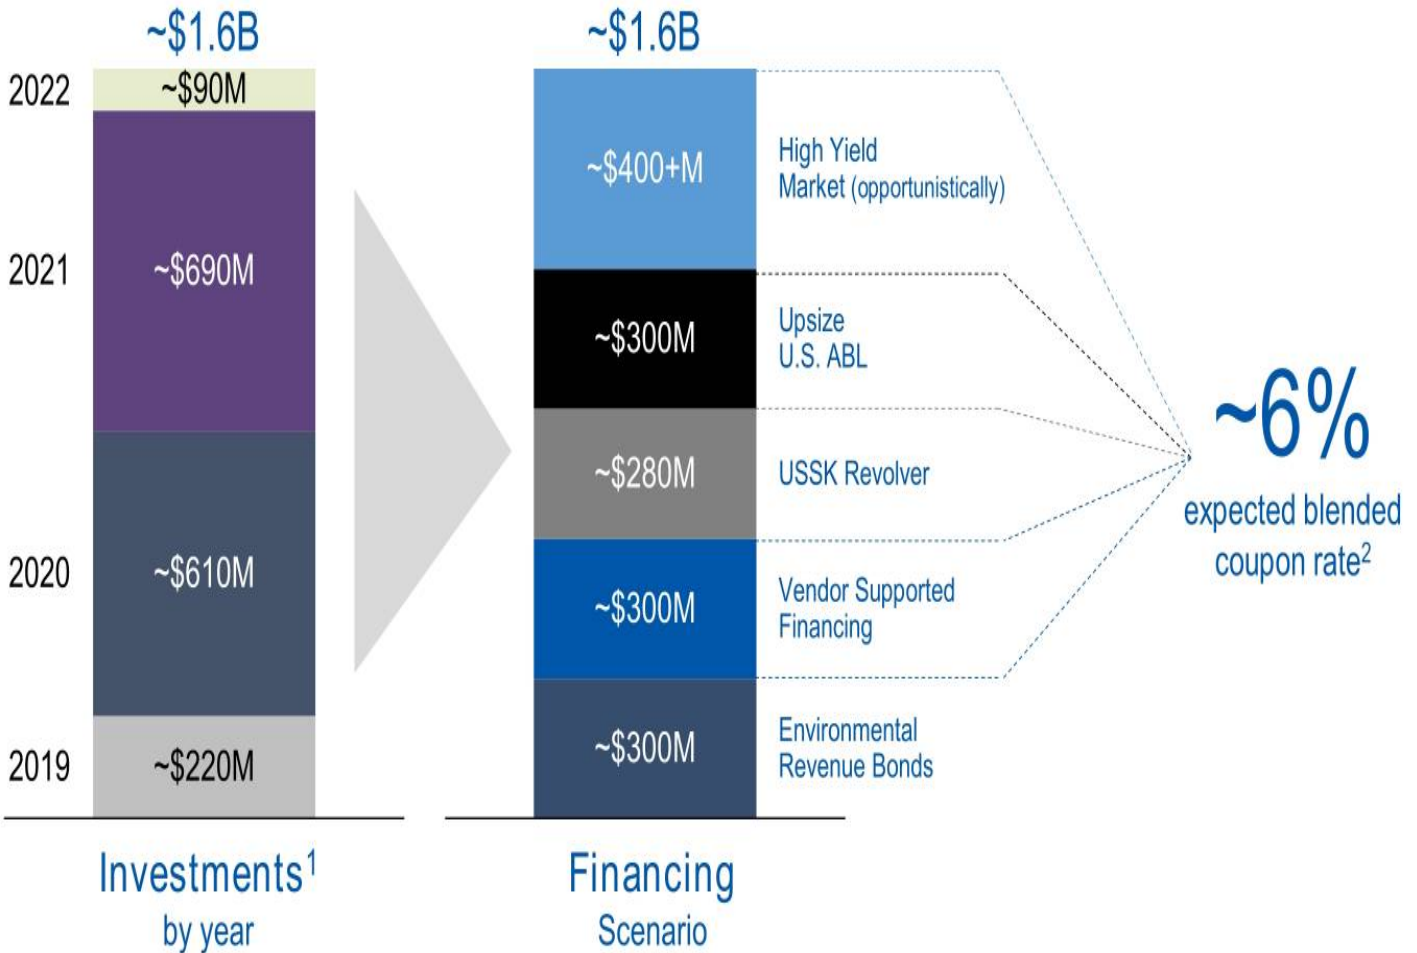 ~$1.6B
2022
~$90M
2021
~$690M
2020
~$610M
2019
~$220M
Investments¹
by year
~$1.6B
~$400+M
High Yield
Market (opportunistically)
~$300M
Upsize
U.S. ABL
~$280M
USSK Revolver
~$300M
Vendor Supported
Financing
~$300M
Environmental
Revenue Bonds
Financing
Scenario
~6%
expected blended
coupon rate²